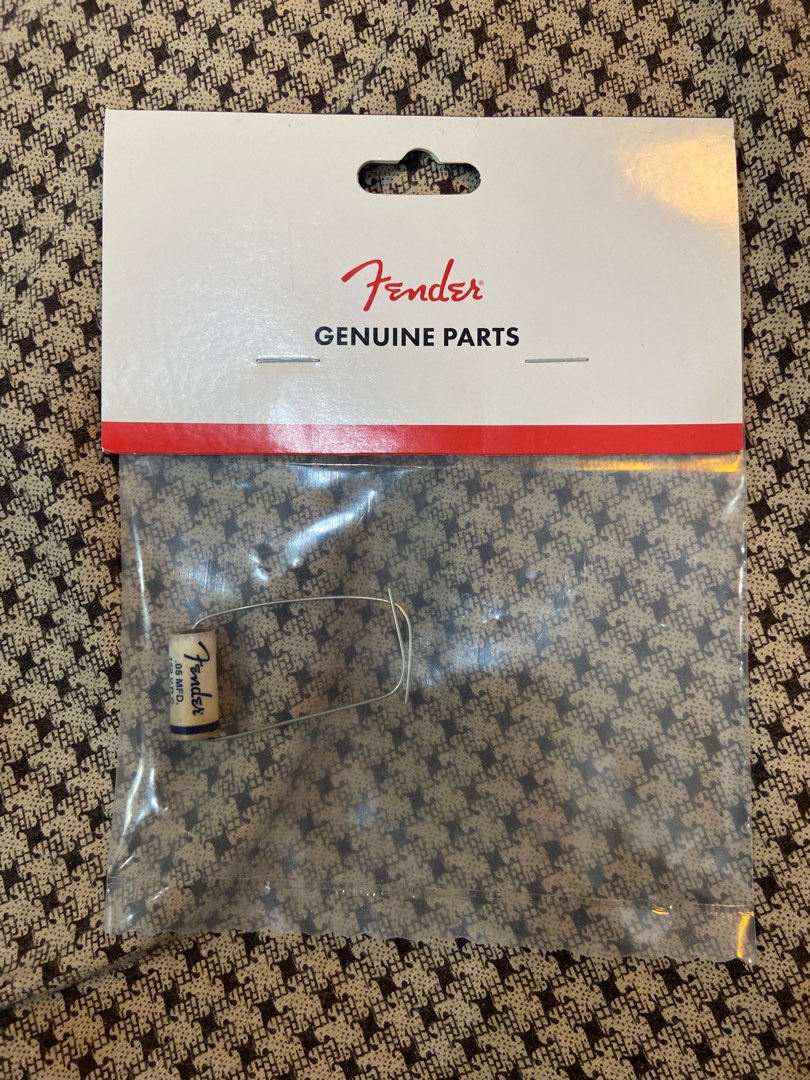 Fender
GENUINE PARTS
Fender
.05 MFD.